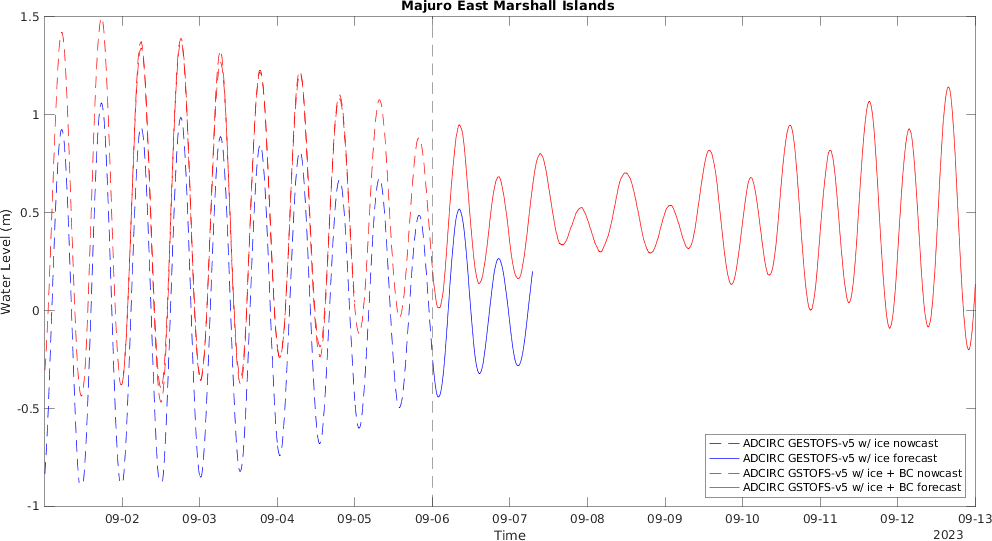 Majuro East Marshall Islands
1.5
1
0.5
0
-0.5
-1
Water Level (m)
ADCIRC GESTOFS-v5 w/ ice nowcast
ADCIRC GESTOFS-v5 w/ ice forecast
ADCIRC GSTOFS-v5 w/ ice + BC nowcast
ADCIRC GSTOFS-v5 w/ ice + BC forecast
09-02 09-03 09-04 09-05 09-06 09-07 09-08 09-09 09-10 09-11 09-12 09-13
Time
2023